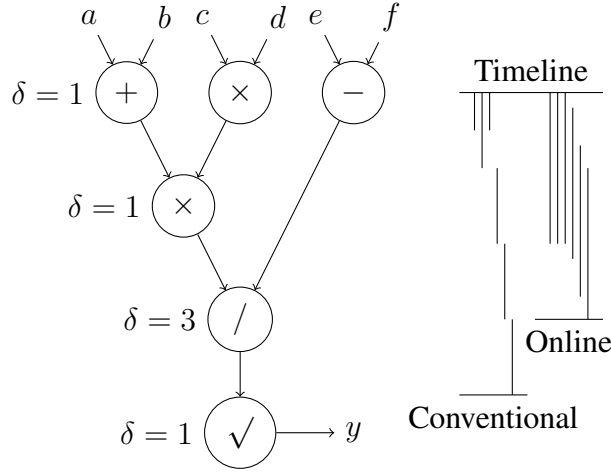 a b c d e f
Timeline
δ = 1 + × −
δ = 1 ×
δ = 3 /
Online
Conventional
δ = 1 √ y